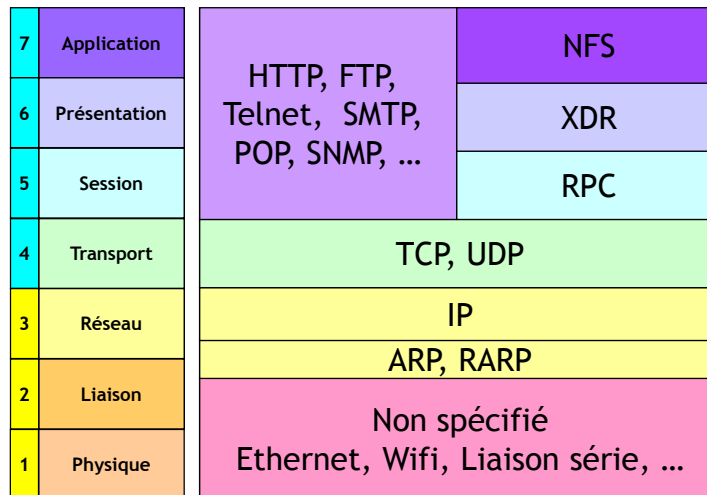 7 Application
6 Présentation
5 Session
4 Transport
3 Réseau
2 Liaison
1 Physique
HTTP, FTP,
Telnet, SMTP,
POP, SNMP, …
NFS
XDR
RPC
TCP, UDP
IP
ARP, RARP
Non spécifié
Ethernet, Wifi, Liaison série, …